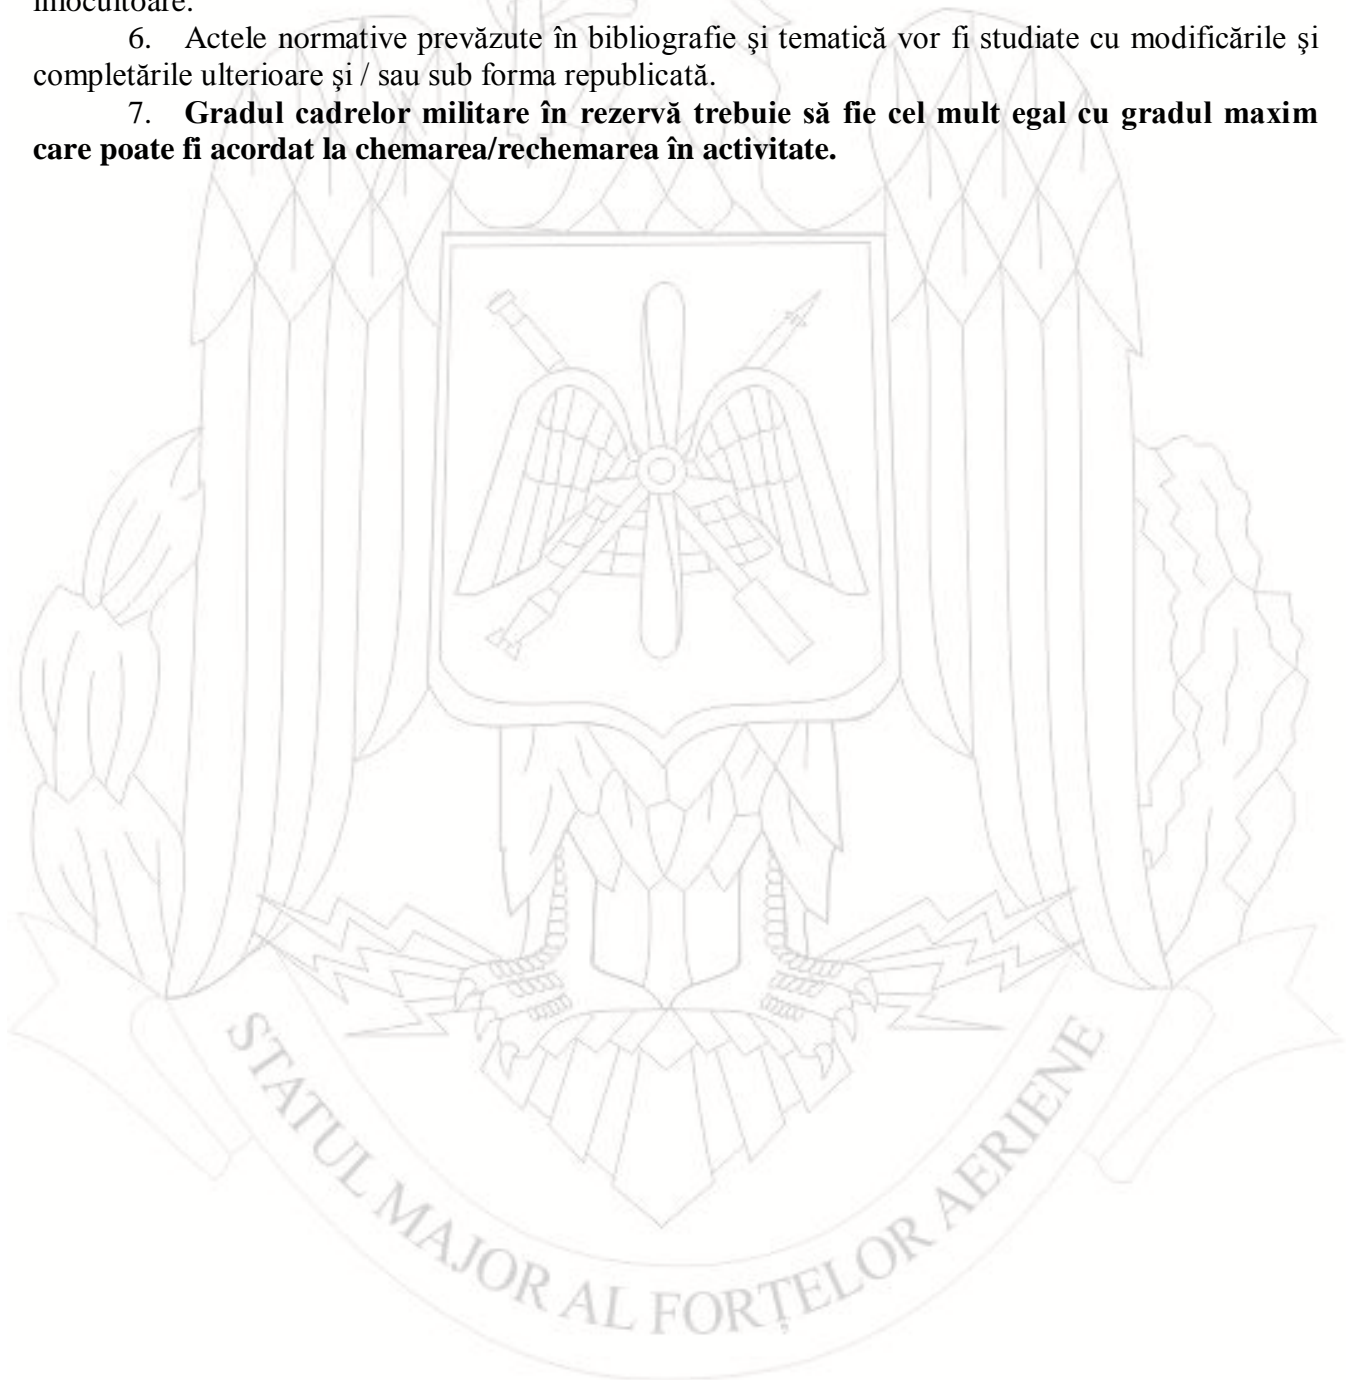 6. Actele normative prevăzute în bibliografie şi tematică vor fi studiate cu modificările şi
completările ulterioare şi / sau sub forma republicată.
7. Gradul cadrelor militare în rezervă trebuie să fie cel mult egal cu gradul maxim
care poate fi acordat la chemarea/rechemarea în activitate.
STATUL MAJOR AL FORŢELOR AERIENE